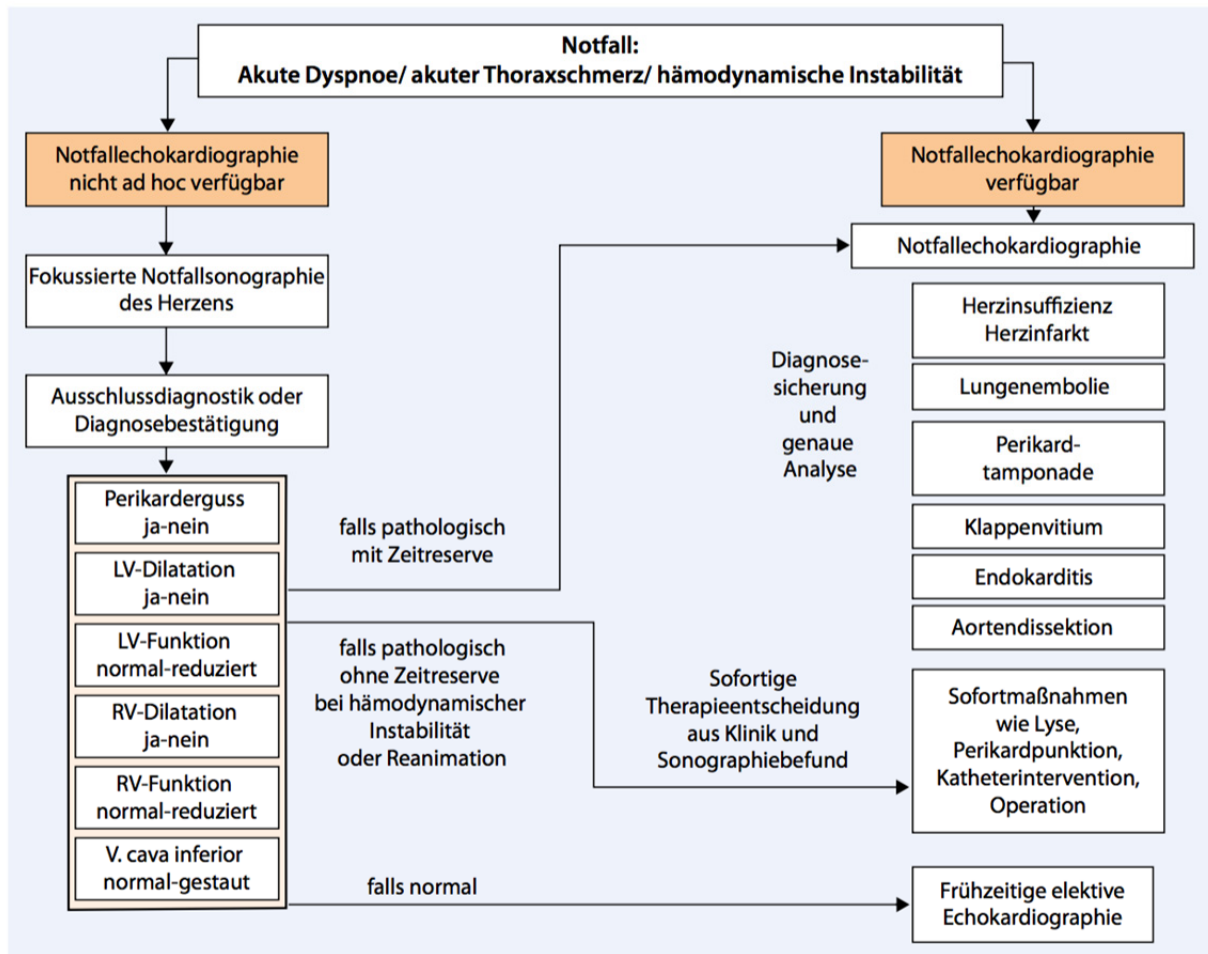 Notfall:
Akute Dyspnoe/ akuter Thoraxschmerz/ hämodynamische Instabilität
Notfallechokardiographie
nicht ad hoc verfügbar
Fokussierte Notfallsonographie
des Herzens
Ausschlussdiagnostik oder
Diagnosebestätigung
Perikarderguss
ja-nein
LV-Dilatation
ja-nein
LV-Funktion
normal-reduziert
RV-Dilatation
ja-nein
RV-Funktion
normal-reduziert
V. cava inferior
normal-gestaut
falls pathologisch
mit Zeitreserve
falls pathologisch
ohne Zeitreserve
bei hämodynamischer
Instabilität
oder Reanimation
falls normal
Diagnose-
sicherung
und
genaue
Analyse
Sofortige
Therapieentscheidung
aus Klinik und
Sonographiebefund
Notfallechokardiographie
verfügbar
Notfallechokardiographie
Herzinsuffizienz
Herzinfarkt
Lungenembolie
Perikard-
tamponade
Klappenvitium
Endokarditis
Aortendissektion
Sofortmaßnahmen
wie Lyse,
Perikardpunktion,
Katheterintervention,
Operation
Frühzeitige elektive
Echokardiographie